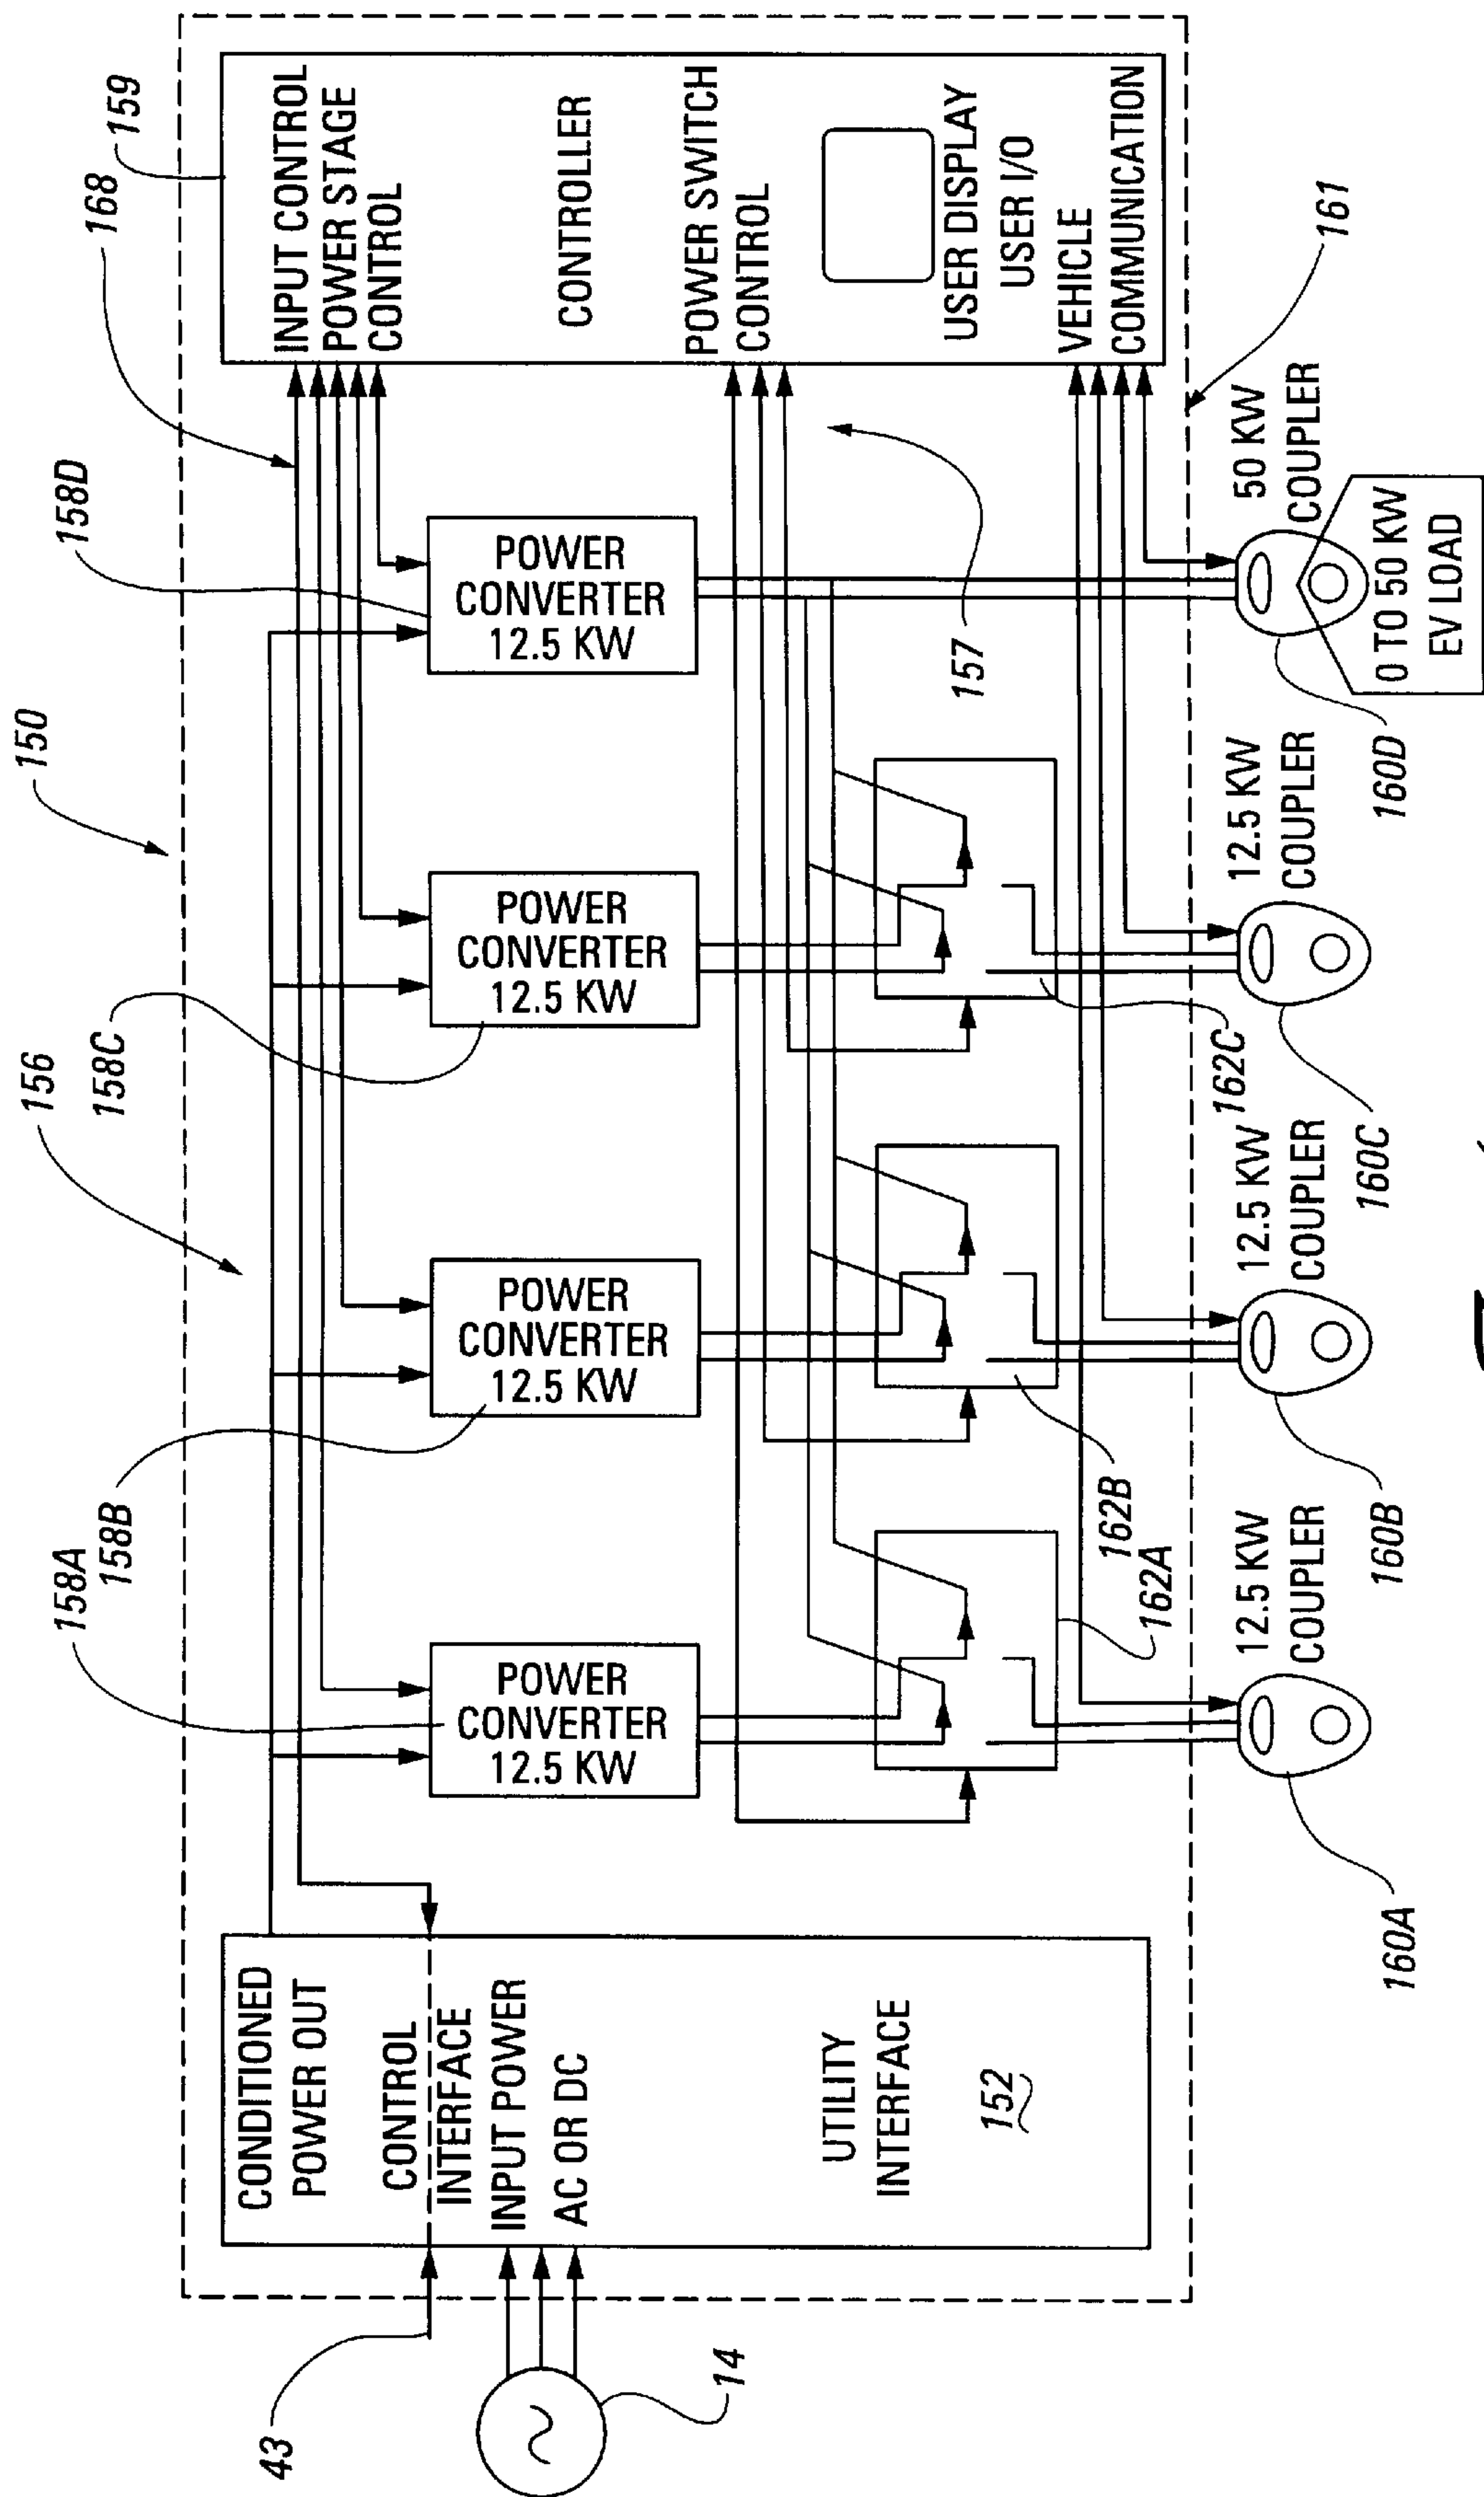 150
156
168
159
158A
158B
158C
158D
43
14
CONDITIONED
POWER OUT
CONTROL
INTERFACE
INPUT POWER
AC OR DC
UTILITY
INTERFACE
152
POWER
CONVERTER
12.5 KW
POWER
CONVERTER
12.5 KW
POWER
CONVERTER
12.5 KW
POWER
CONVERTER
12.5 KW
INPUT CONTROL
POWER STAGE
CONTROL
CONTROLLER
POWER SWITCH
CONTROL
USER DISPLAY
USER I/O
VEHICLE
COMMUNICATION
157
161
162A
162B
162C
12.5 KW
COUPLER
12.5 KW
COUPLER
12.5 KW
COUPLER
50 KW
COUPLER
0 TO 50 KW
EV LOAD
160A
160B
160C
160D